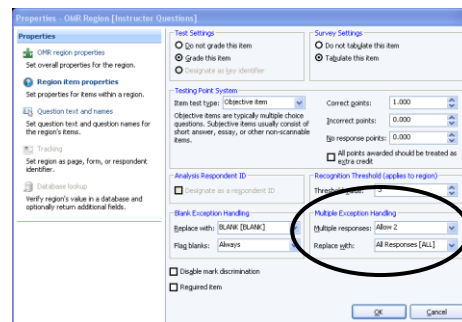 Properties - OMR Region [Instructor Questions]
Properties
OMR region properties
Set overall properties for the region.
Region item properties
Set properties for items within a region.
Question text and names
Set question text and question names for
the region's items.
Tracking
Set region as page, form, or respondent
identifier.
Database lookup
Verify region's value in a database and
optionally return additional fields.
Test Settings
Do not grade this item
Grade this item
Designate as key identifier
Survey Settings
Do not tabulate this item
Tabulate this item
Testing Point System
Item test type: Objective item
Objective items are typically multiple choice
questions. Subjective items usually consist of
short answer, essay, or other non-scannable
items.
Correct points: 1.000
Incorrect points: 0.000
No response points: 0.000
All points awarded should be treated as
extra credit
Analysis Respondent ID
Designate as a respondent ID
Recognition Threshold (applies to region)
Blank Exception Handling
Replace with: BLANK [BLANK]
Flag blanks: Always
Multiple Exception Handling
Multiple responses: Allow 2
Replace with: All Responses [ALL]
Disable mark discrimination
Required item
OK
Cancel